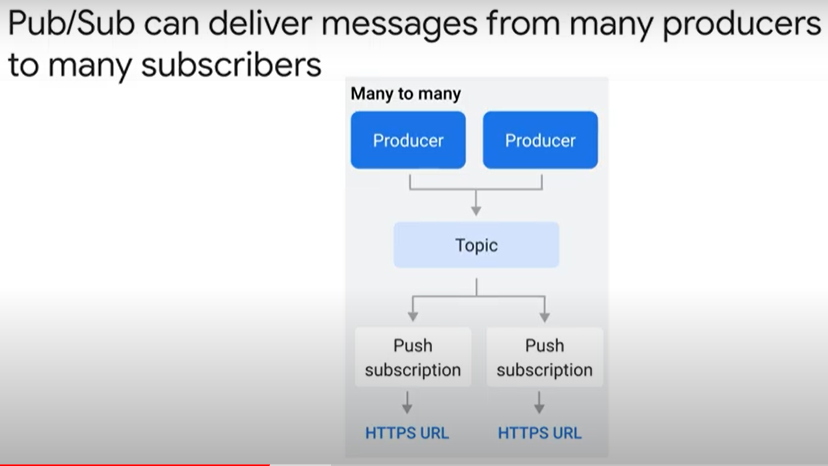 Pub/Sub can deliver messages from many producers
to many subscribers
Many to many
Producer
Producer
Topic
Push
subscription
Push
subscription
HTTPS URL
HTTPS URL